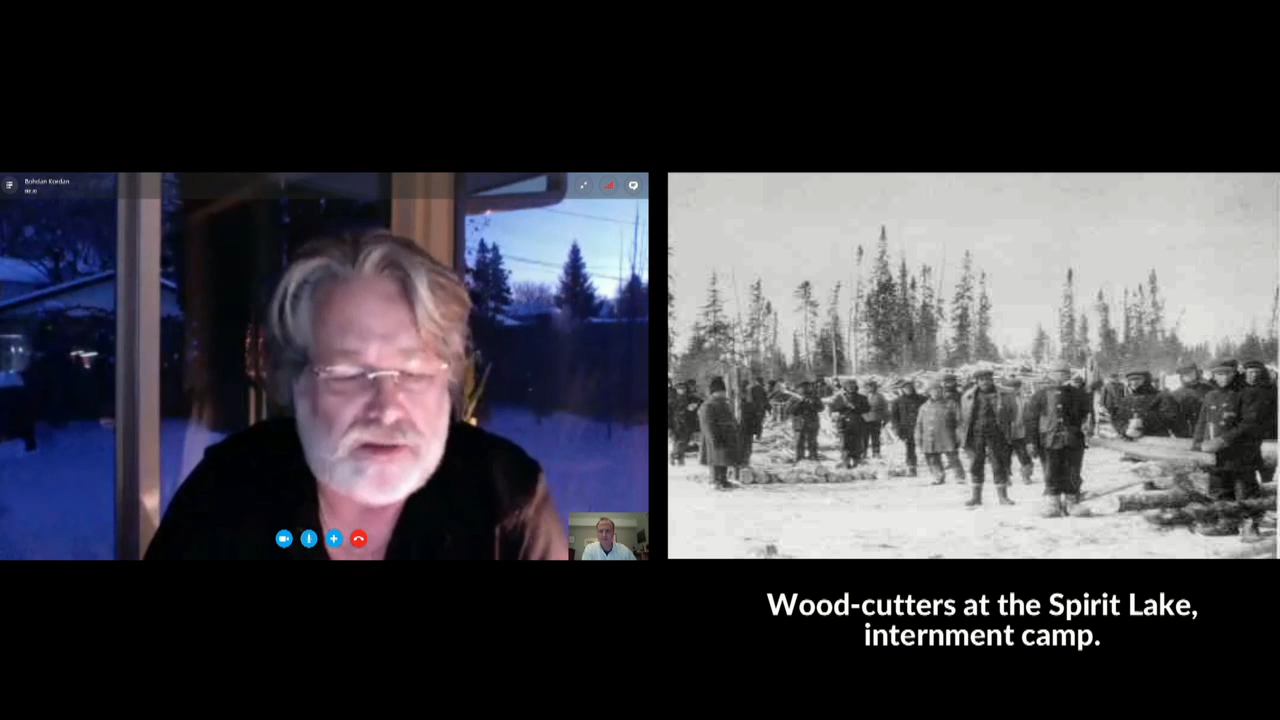 Bohdan Kordan
Wood-cutters at the Spirit Lake,
internment camp.